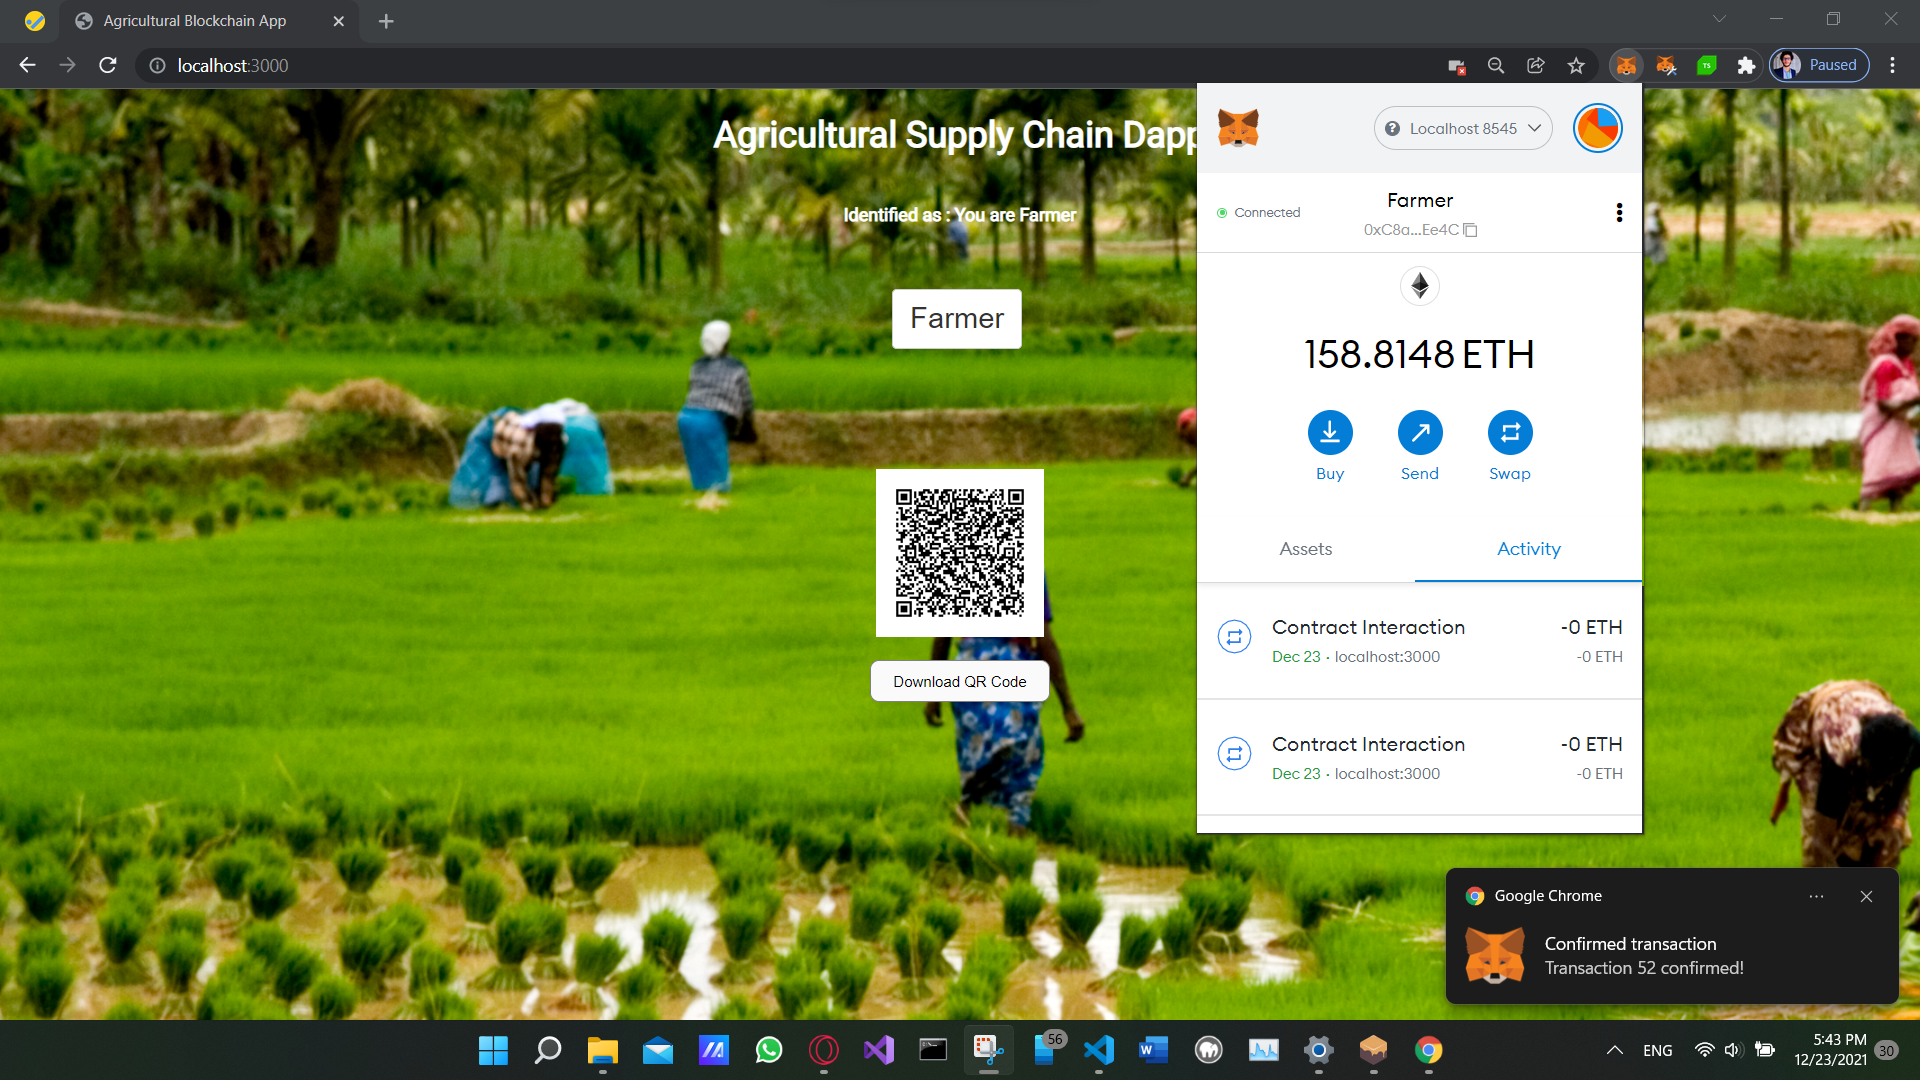 Agricultural Blockchain App
localhost:3000
TS
Paused
Agricultural Supply Chain Dapp
Identified as : You are Farmer
Farmer
Download QR Code
Localhost 8545
Connected
Farmer
0xC8a...Ee4C
158.8148 ETH
Buy
Send
Swap
Assets
Activity
Contract Interaction
-0 ETH
Dec 23 · localhost:3000
-0 ETH
Contract Interaction
-0 ETH
Dec 23 · localhost:3000
-0 ETH
Google Chrome
Confirmed transaction
Transaction 52 confirmed!
56
W
ENG
5:43 PM
12/23/2021
30